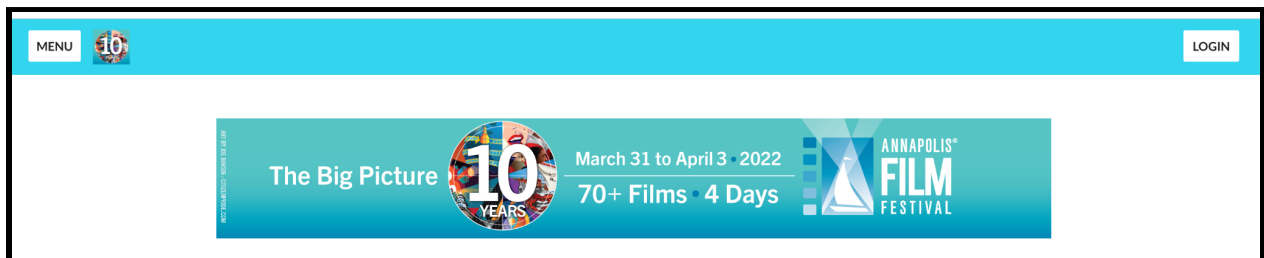 MENU
10
LOGIN
The Big Picture
10
YEARS
March 31 to April 3 • 2022
70+ Films • 4 Days
ANNAPOLIS®
FILM
FESTIVAL